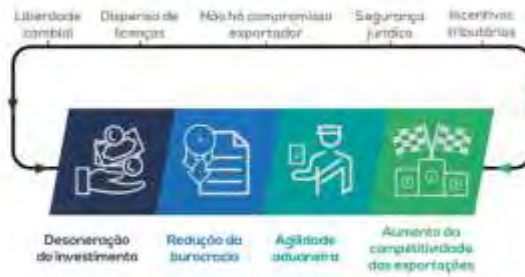 Liberdade
cambial
Dispensa de
licenças
Não há compromisso
exportador
Segurança
jurídica
Incentivos
tributários
Desoneração
do investimento
Redução da
burocracia
Agilidade
aduaneira
Aumento da
competitividade
das exportações